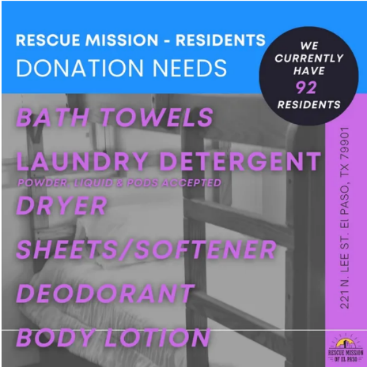 RESCUE MISSION - RESIDENTS
DONATION NEEDS
WE
CURRENTLY
HAVE
92
RESIDENTS
BATH TOWELS
LAUNDRY DETERGENT
POWDER, LIQUID & PODS ACCEPTED
DRYER
SHEETS/SOFTENER
DEODORANT
BODY LOTION
221 N. LEE ST. El PASO, TX 79901
RESCUE MISSION
OF EL PASO